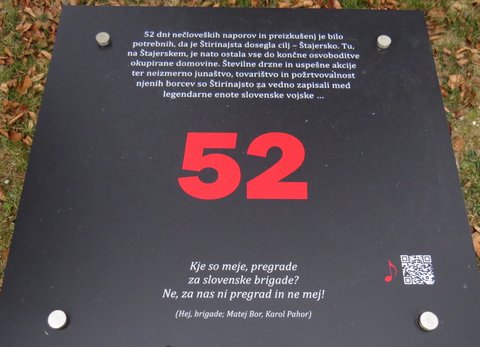 52 dni nečloveških naporov in preizkušenj je bilo
potrebnih, da je Štirinajsta dosegla cilj – Štajersko. Tu,
na Štajerskem, je nato ostala vse do končne osvoboditve
okupirane domovine. Številne drzne in uspešne akcije
ter neizmerno junaštvo, tovarištvo in požrtvovalnost
njenih borcev so Štirinajsto za vedno zapisali med
legendarne enote slovenske vojske ...
52
Kje so meje, pregrade
za slovenske brigade?
Ne, za nas ni pregrad in ne mej!
(Hej, brigade; Matej Bor, Karol Pahor)